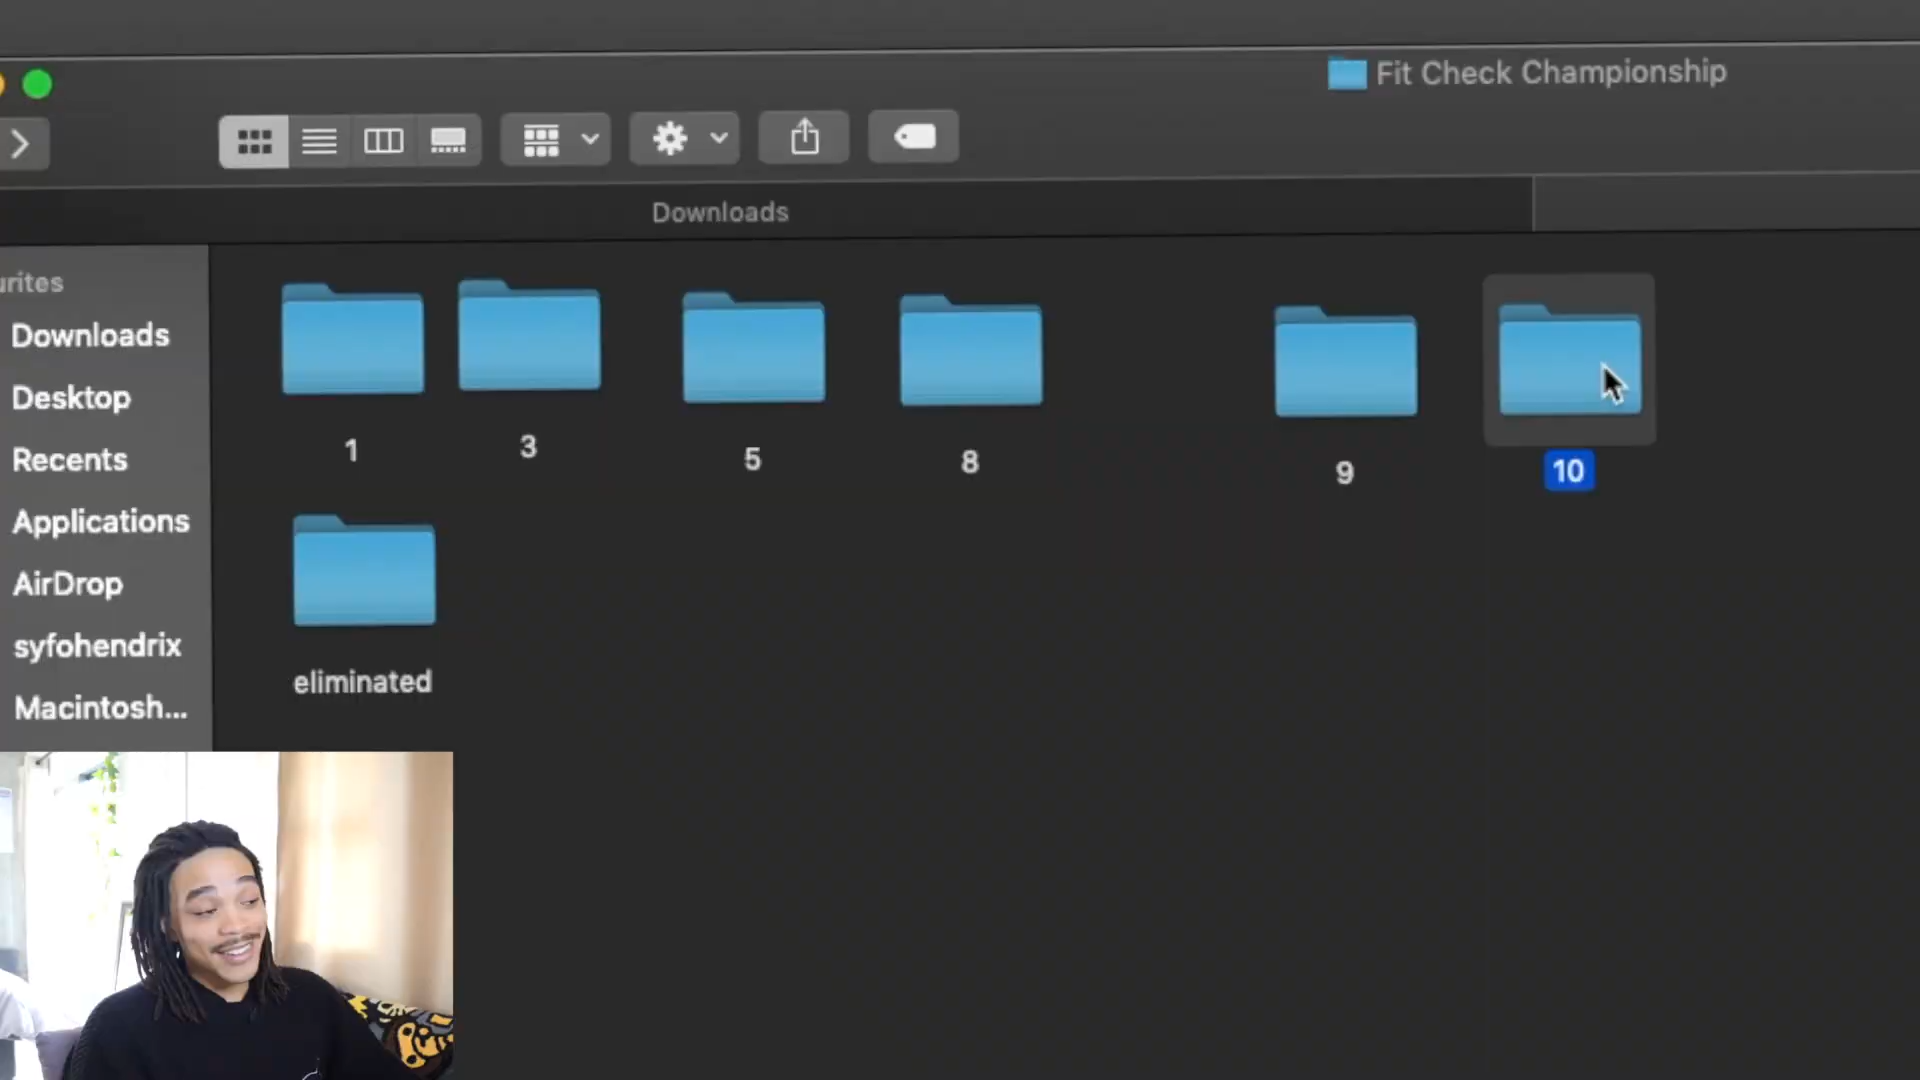 Fit Check Championship
Downloads
urites
Downloads
Desktop
Recents
Applications
AirDrop
syfohendrix
Macintosh...
1
3
5
8
9
10
eliminated